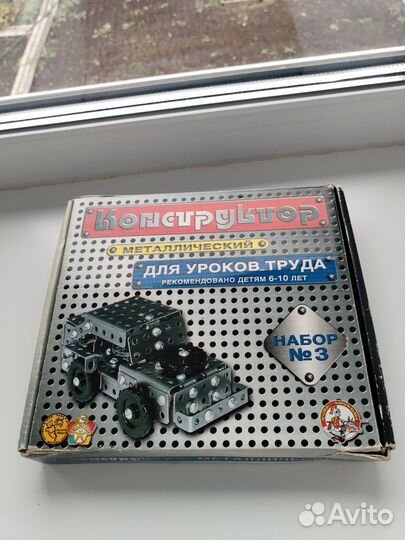 Конструктор
МЕТАЛЛИЧЕСКИЙ
ДЛЯ УРОКОВ ТРУДА
РЕКОМЕНДОВАНО ДЕТЯМ 6-10 ЛЕТ
НАБОР
№3
Avito